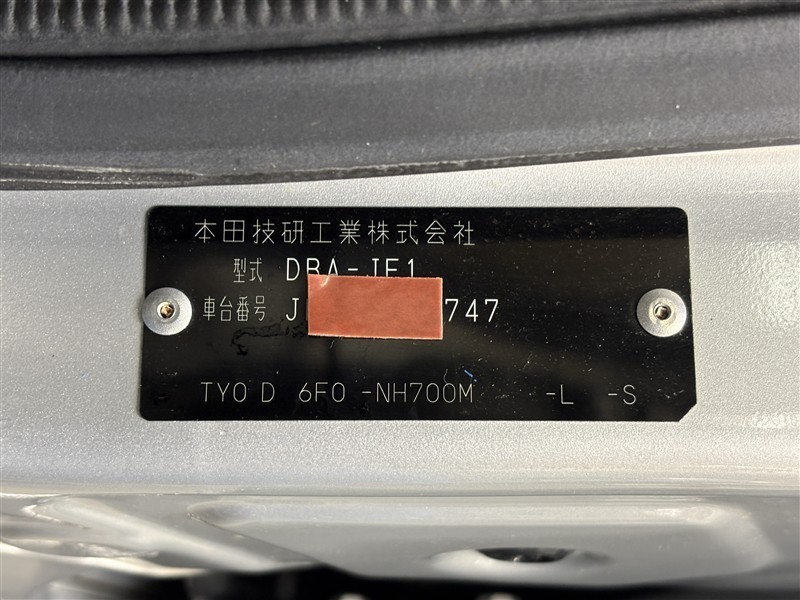 本田技研工業株式会社
型式 DBA-JF1
車台番号 J 747
TYO D 6F0 -NH700M -L -S